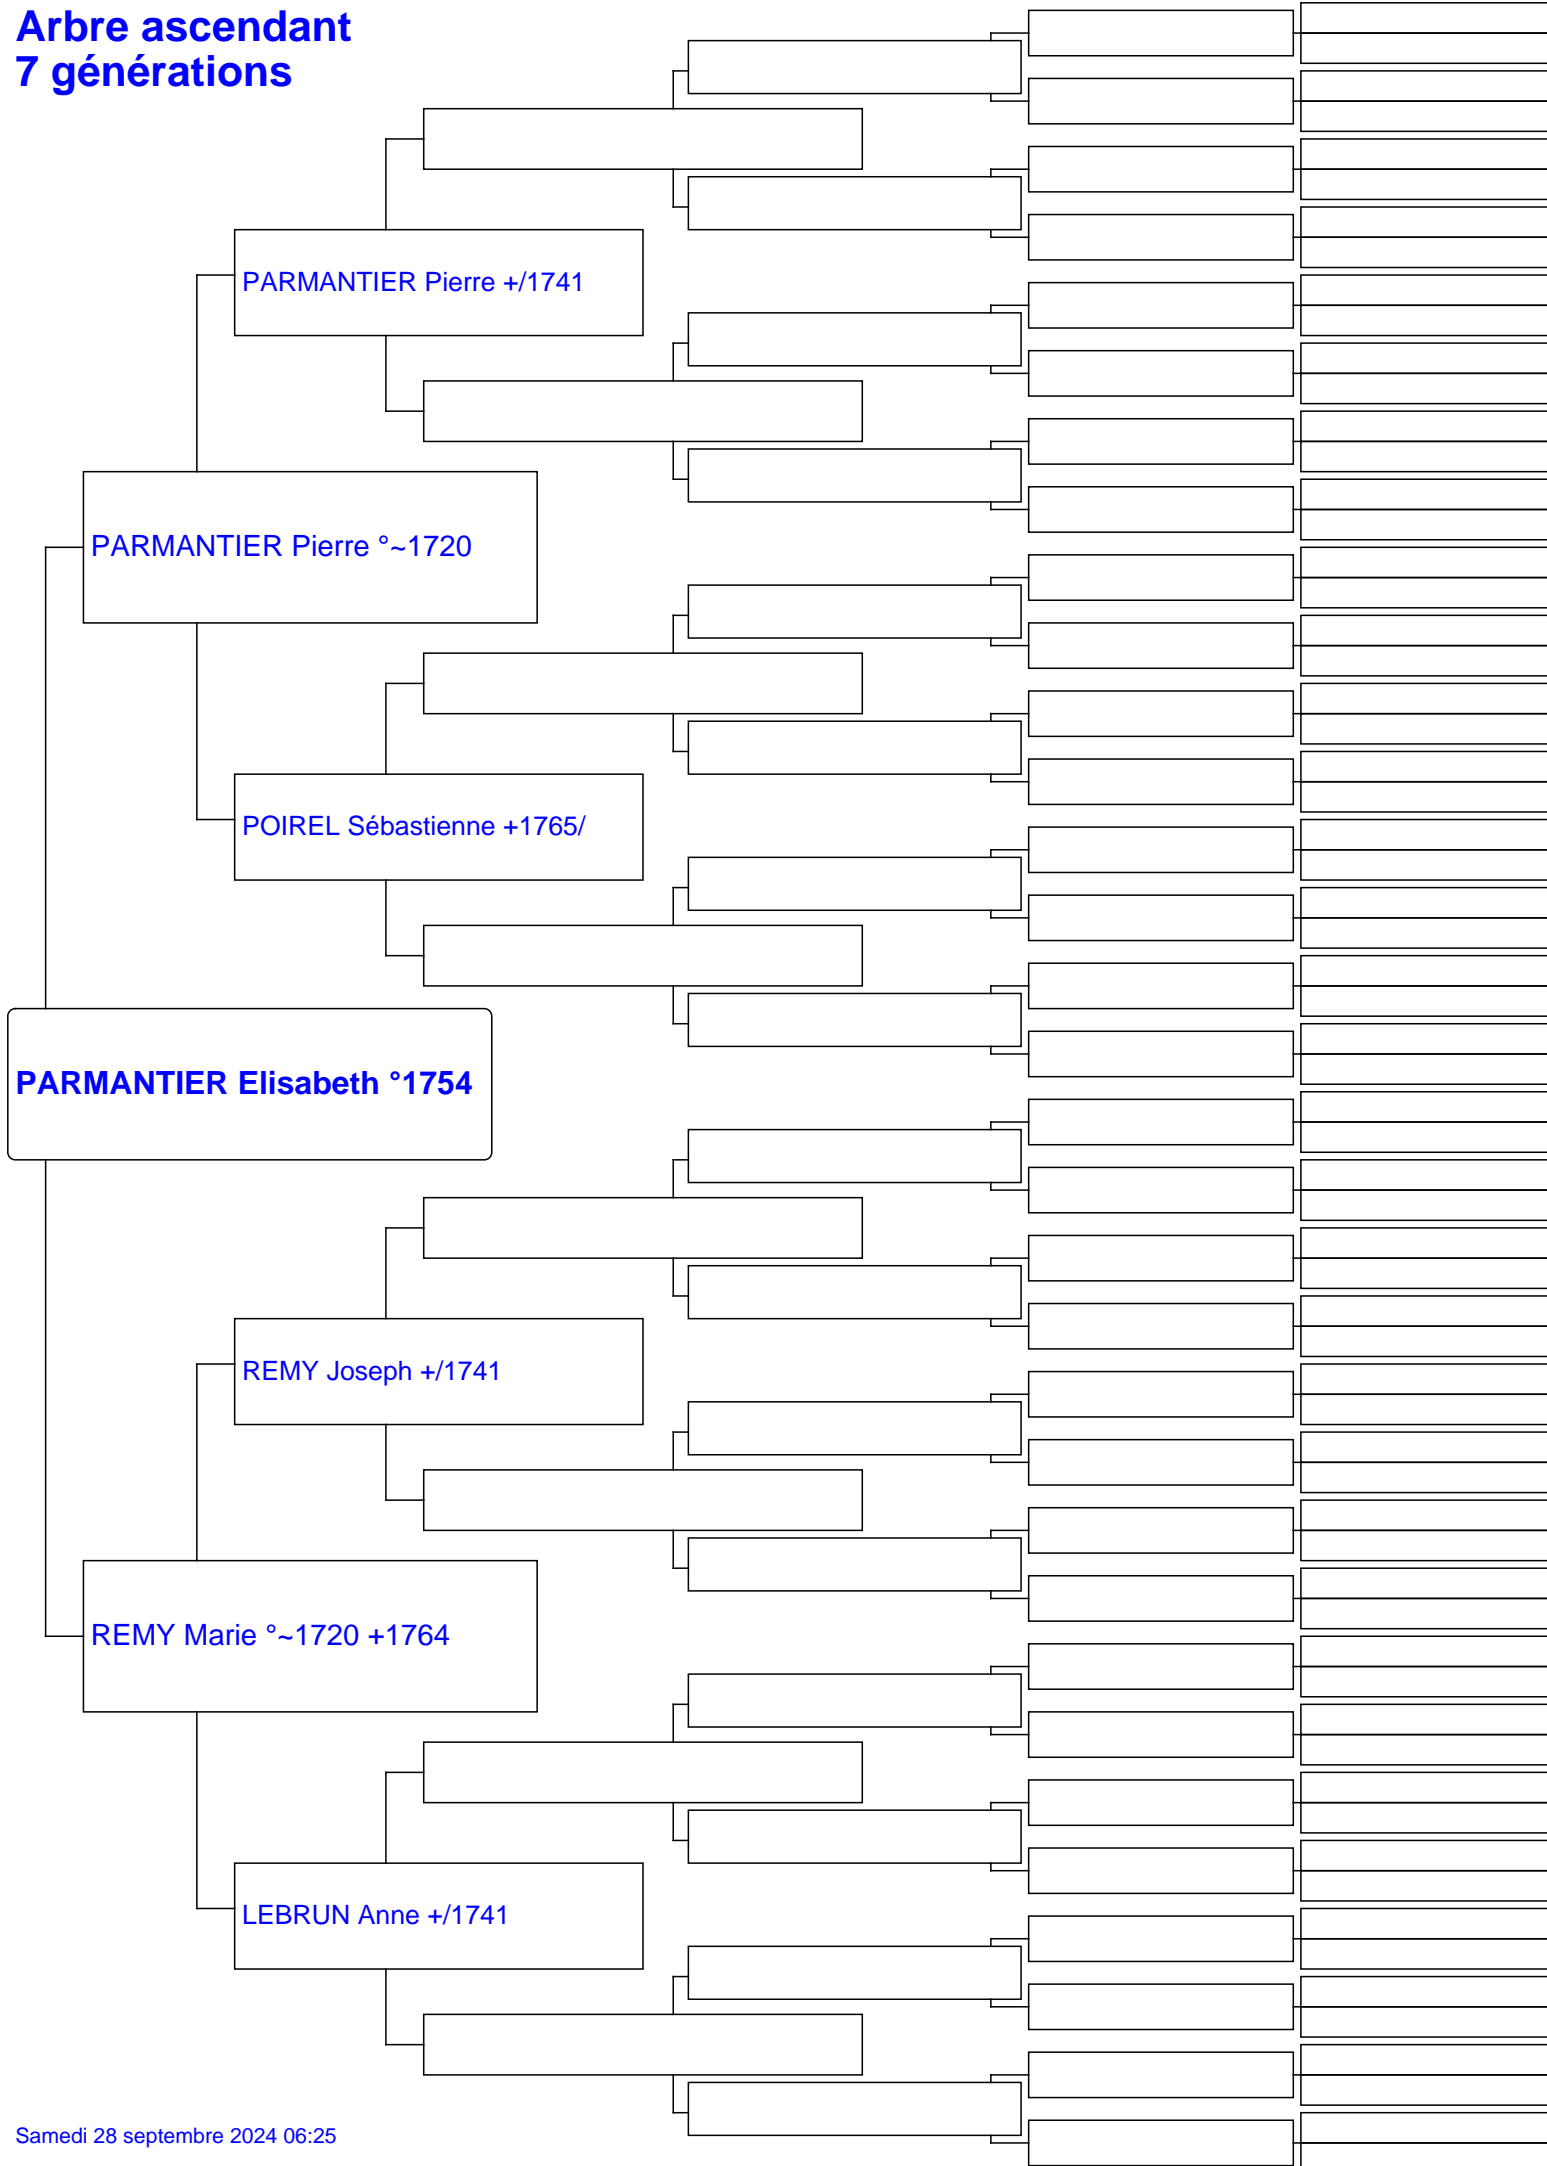 Arbre ascendant
7 générations
PARMANTIER Pierre +/1741
PARMANTIER Pierre °~1720
POIREL Sébastienne +1765/
PARMANTIER Elisabeth °1754
REMY Joseph +/1741
REMY Marie °~1720 +1764
LEBRUN Anne +/1741
Samedi 28 septembre 2024 06:25